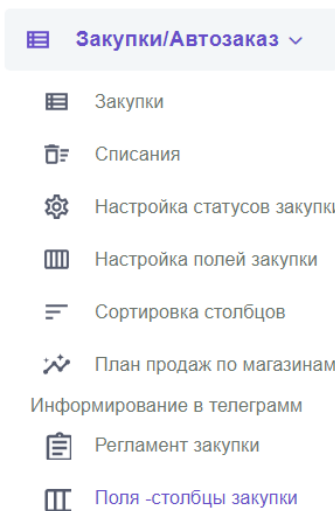 Закупки/Автозаказ
Закупки
Списания
Настройка статусов закупки
Настройка полей закупки
Сортировка столбцов
План продаж по магазинам
Информирование в телеграмм
Регламент закупки
Поля -столбцы закупки